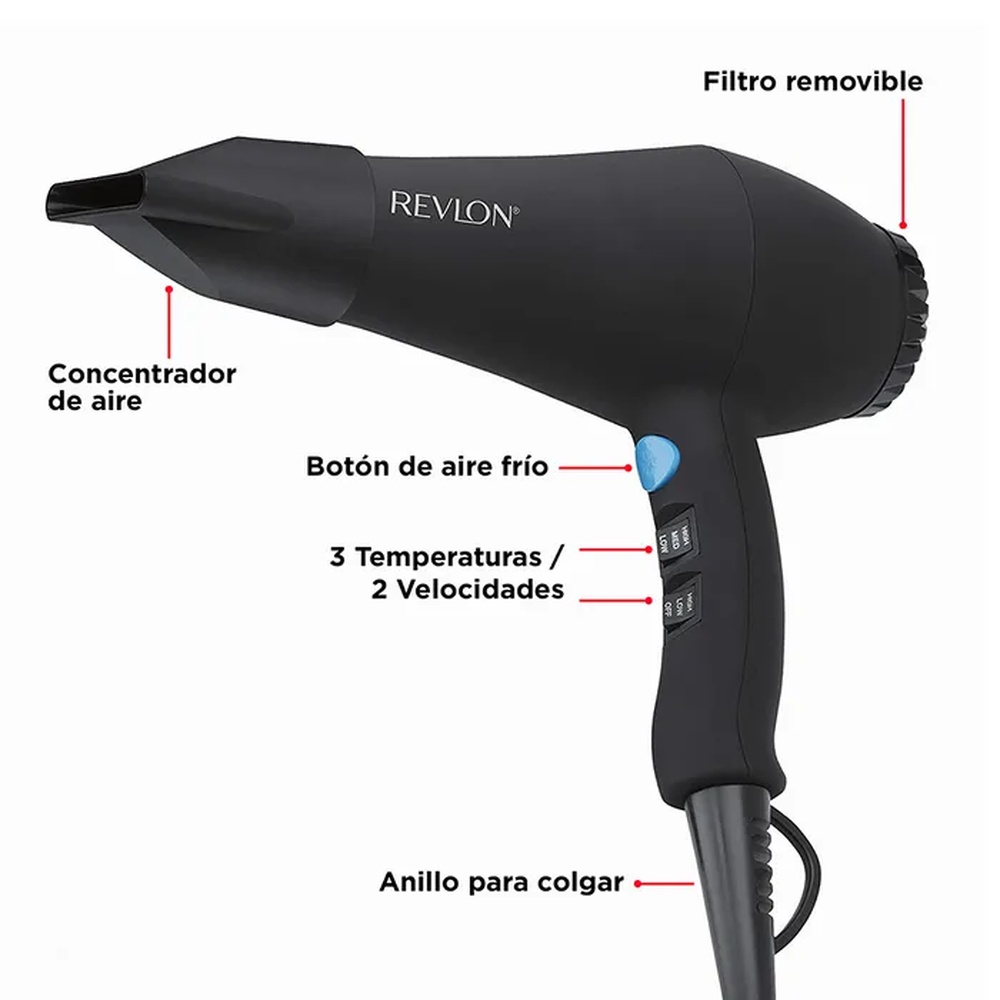 Filtro removible
REVLON®
Concentrador
de aire
Botón de aire frío
3 Temperaturas /
2 Velocidades
HIGH
MED
LOW
HIGH
LOW
OFF
Anillo para colgar